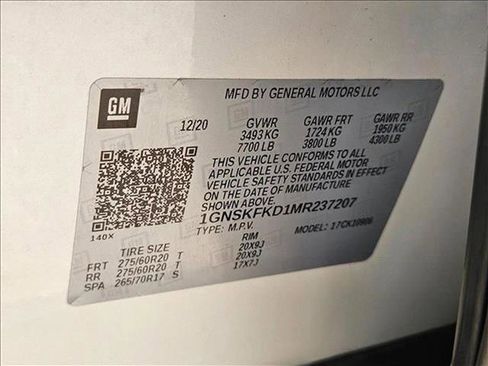 GM
MFD BY GENERAL MOTORS LLC
12/20 GVWR GAWR FRT GAWR RR
3493 KG 1724 KG 1950 KG
7700 LB 3800 LB 4300 LB
THIS VEHICLE CONFORMS TO ALL
APPLICABLE U.S. FEDERAL MOTOR
VEHICLE SAFETY STANDARDS IN EFFECT
ON THE DATE OF MANUFACTURE
SHOWN ABOVE.
1GNSKFKD1MR237207
140X TYPE: M.P.V. MODEL: 17CK10906
TIRE SIZE RIM
FRT 275/60R20 T 20X9J
RR 275/60R20 T 20X9J
SPA 265/70R17 S 17X7J